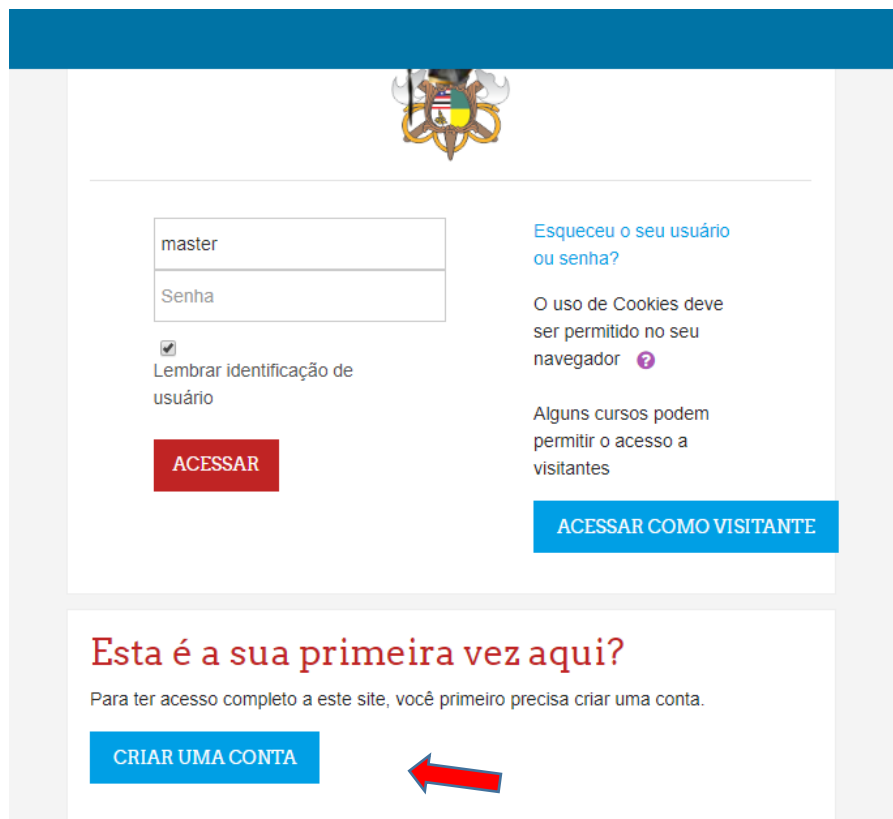 master
Senha
Lembrar identificação de
usuário
ACESSAR
Esqueceu o seu usuário
ou senha?
O uso de Cookies deve
ser permitido no seu
navegador ?
Alguns cursos podem
permitir o acesso a
visitantes
ACESSAR COMO VISITANTE
Esta é a sua primeira vez aqui?
Para ter acesso completo a este site, você primeiro precisa criar uma conta.
CRIAR UMA CONTA